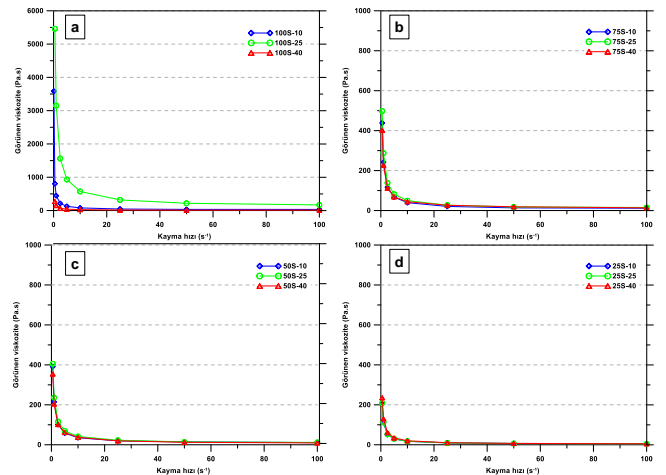 a
100S-10
100S-25
100S-40
Görünen viskozite (Pa.s)
6000
5000
4000
3000
2000
1000
0
0 20 40 60 80 100
Kayma hızı (s⁻¹)
b
75S-10
75S-25
75S-40
Görünen viskozite (Pa.s)
1000
800
600
400
200
0
0 20 40 60 80 100
Kayma hızı (s⁻¹)
c
50S-10
50S-25
50S-40
Görünen viskozite (Pa.s)
1000
800
600
400
200
0
0 20 40 60 80 100
Kayma hızı (s⁻¹)
d
25S-10
25S-25
25S-40
Görünen viskozite (Pa.s)
1000
800
600
400
200
0
0 20 40 60 80 100
Kayma hızı (s⁻¹)